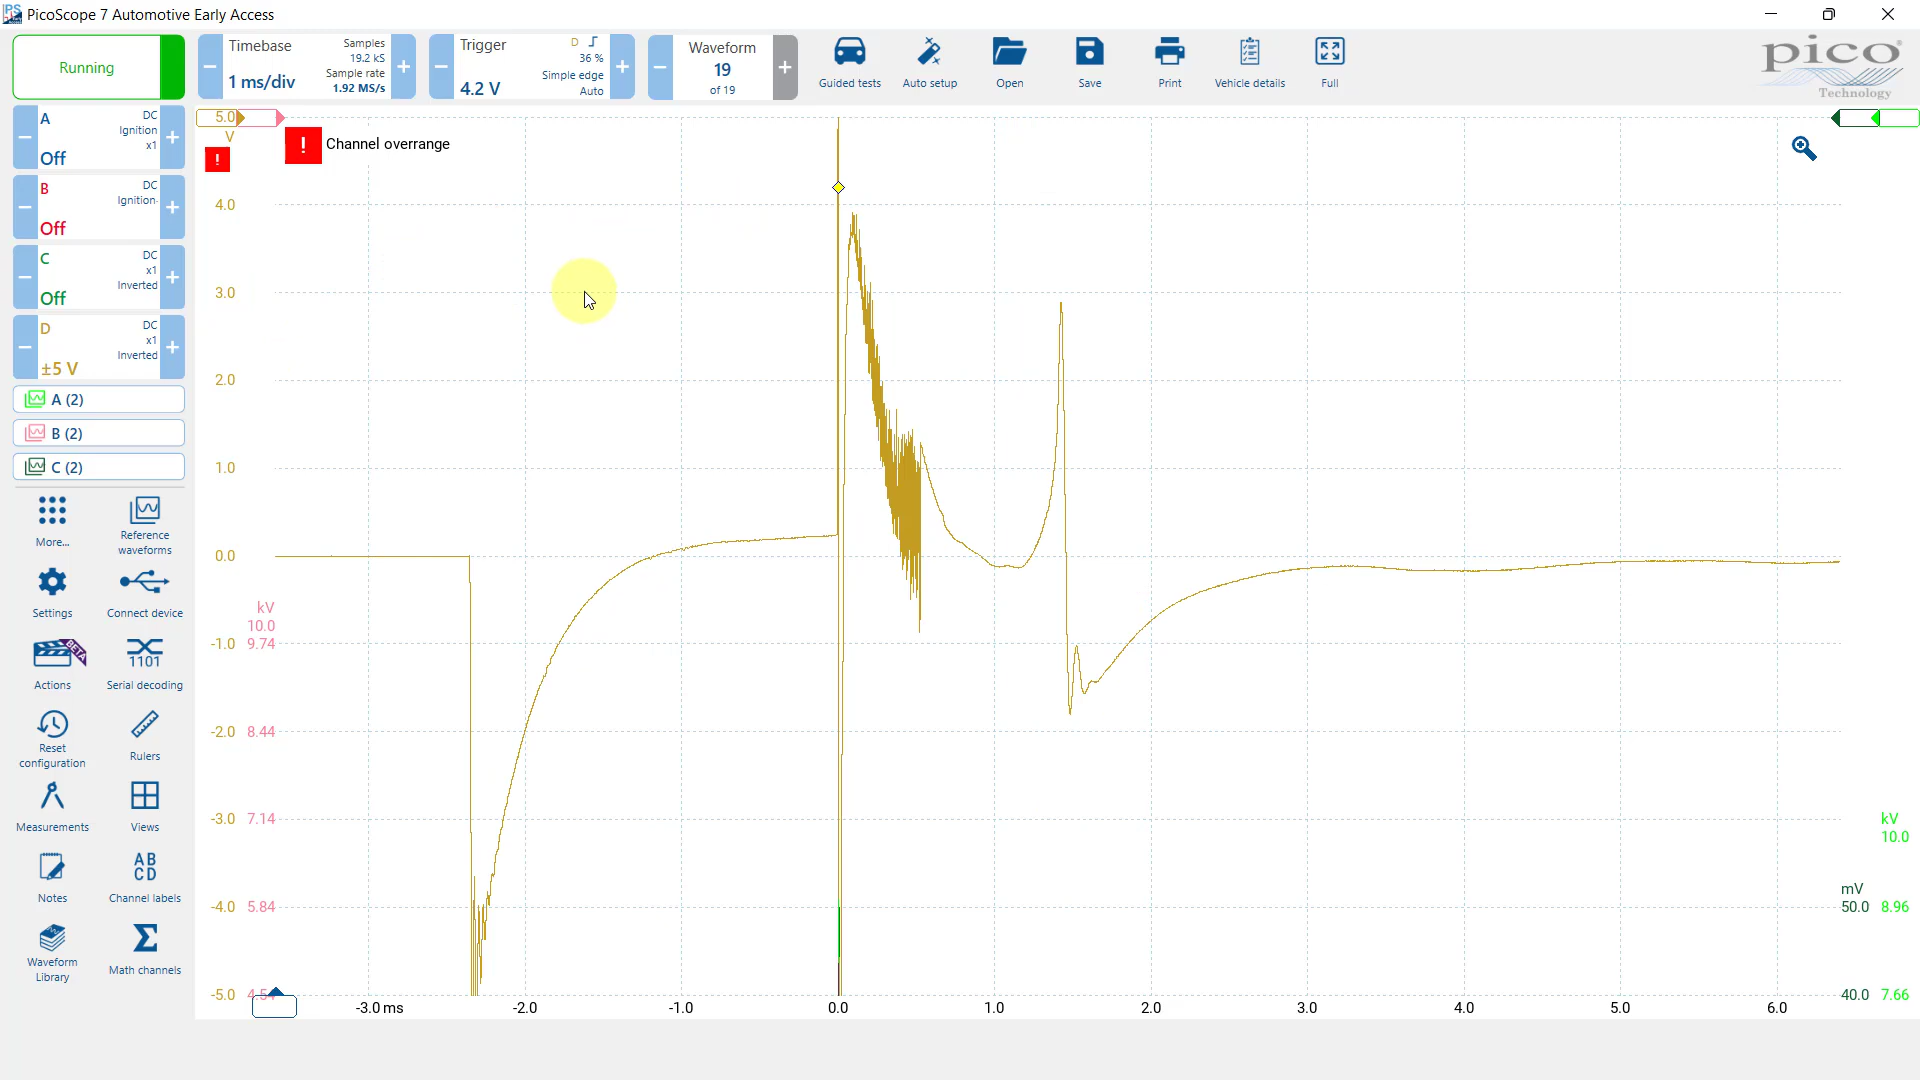 PicoScope 7 Automotive Early Access
Running
Timebase
1 ms/div
Samples
19.2 kS
Sample rate
1.92 MS/s
Trigger
4.2 V
D
36 %
Simple edge
Auto
Waveform
19
of 19
Guided tests
Auto setup
Open
Save
Print
Vehicle details
Full
pico
Technology
A
DC
Ignition
x1
Off
B
DC
Ignition
Off
C
DC
x1
Inverted
Off
D
DC
x1
Inverted
±5 V
A (2)
B (2)
C (2)
More...
Reference
waveforms
Settings
Connect device
BETA
Actions
1101
Serial decoding
Reset
configuration
Rulers
Measurements
Views
Notes
AB
CD
Channel labels
Waveform
Library
Math channels
5.0
V
! Channel overrange
!
4.0
3.0
2.0
1.0
0.0
kV
10.0
-1.0 9.74
-2.0 8.44
-3.0 7.14
-4.0 5.84
-5.0 4.54
-3.0 ms
-2.0
-1.0
0.0
1.0
2.0
3.0
4.0
5.0
6.0
kV
10.0
mV
50.0 8.96
40.0 7.66